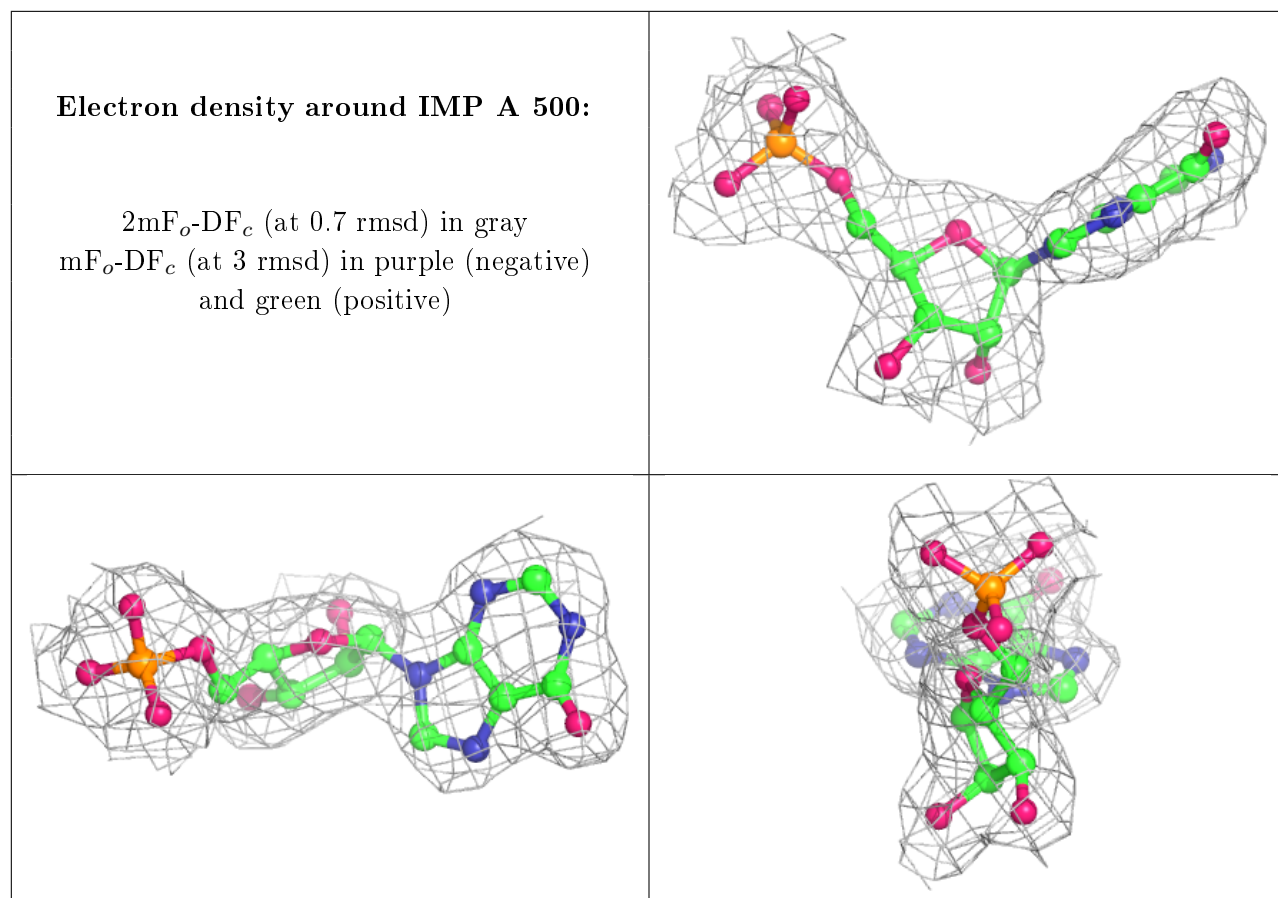 Electron density around IMP A 500:
2mFₒ-DF𝒸 (at 0.7 rmsd) in gray
mFₒ-DF𝒸 (at 3 rmsd) in purple (negative)
and green (positive)